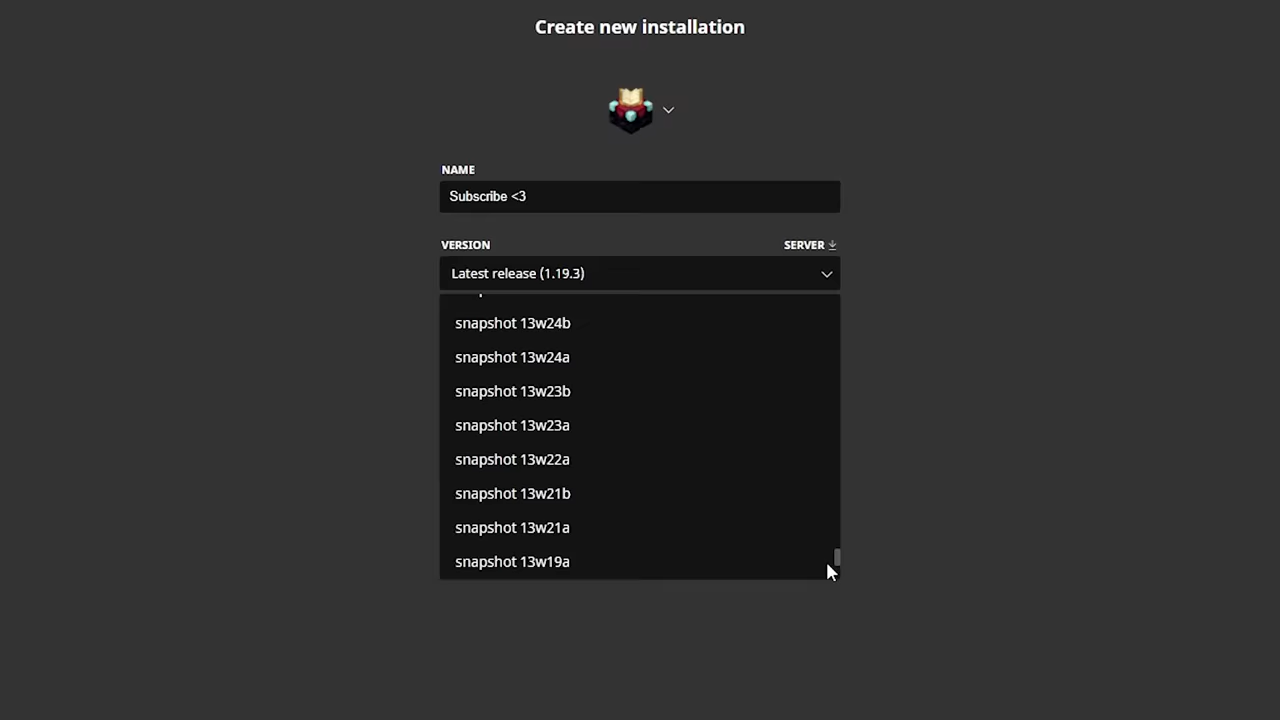 Create new installation
NAME
Subscribe <3
VERSION
SERVER
Latest release (1.19.3)
snapshot 13w24b
snapshot 13w24a
snapshot 13w23b
snapshot 13w23a
snapshot 13w22a
snapshot 13w21b
snapshot 13w21a
snapshot 13w19a